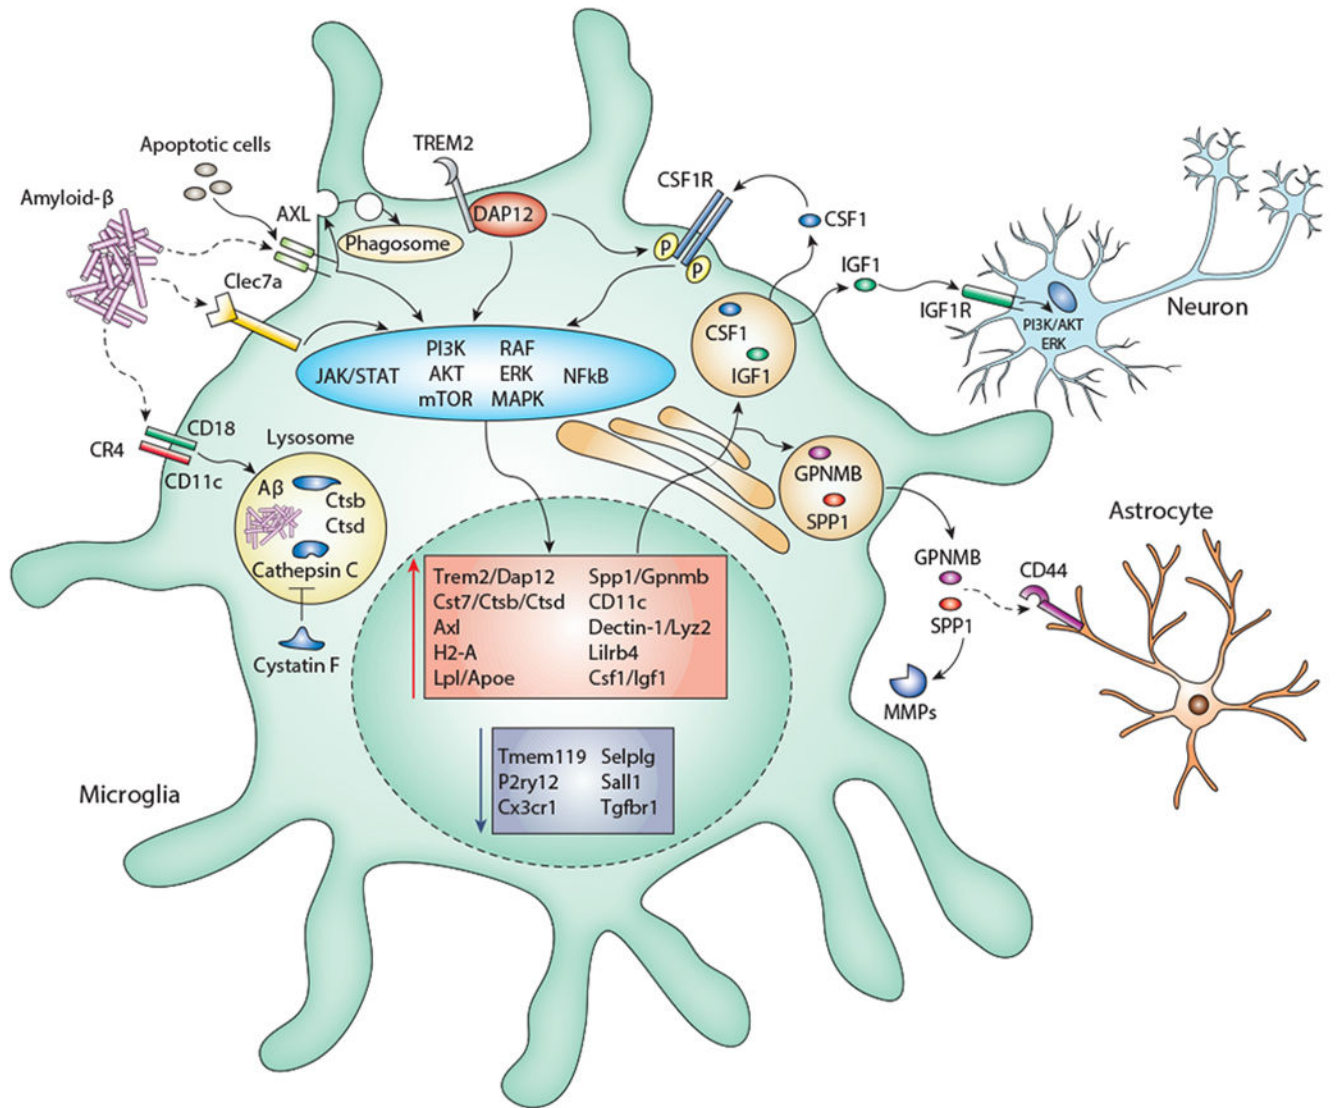 Apoptotic cells
TREM2
Amyloid-β
AXL
DAP12
CSF1R
CSF1
Phagosome
P
P
Clec7a
IGF1
IGF1R
Neuron
PI3K/AKT
ERK
CSF1
IGF1
JAK/STAT
PI3K
AKT
mTOR
RAF
ERK
MAPK
NFkB
CD18
CR4
CD11c
Lysosome
Aβ
Ctsb
Ctsd
Cathepsin C
Cystatin F
GPNMB
SPP1
Astrocyte
GPNMB
CD44
SPP1
MMPs
Trem2/Dap12
Cst7/Ctsb/Ctsd
Axl
H2-A
Lpl/Apoe
Spp1/Gpnmb
CD11c
Dectin-1/Lyz2
Lilrb4
Csf1/Igf1
Tmem119
P2ry12
Cx3cr1
Selplg
Sall1
Tgfbr1
Microglia